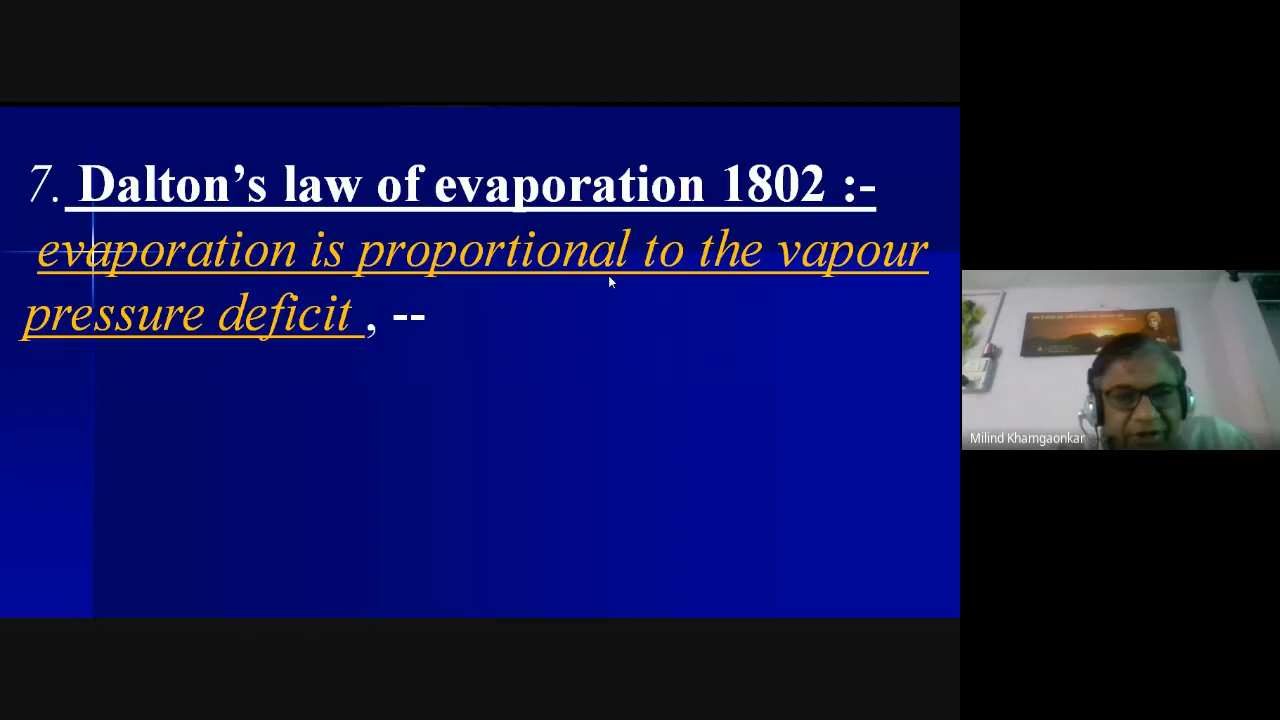 7. Dalton’s law of evaporation 1802 :-
evaporation is proportional to the vapour
pressure deficit , --
Milind Khamgaonkar